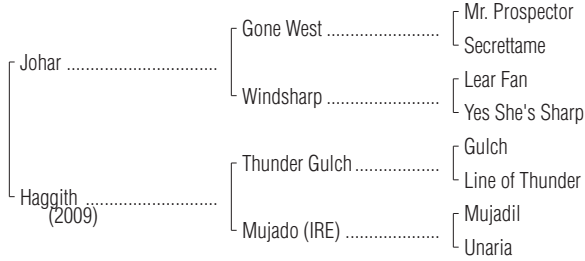 Mr. Prospector
Gone West ........................
Secrettame
Johar ................................
Lear Fan
Windsharp ........................
Yes She's Sharp
Gulch
Thunder Gulch .................
Line of Thunder
Haggith ............................
(2009)
Mujadil
Mujado (IRE) ....................
Unaria